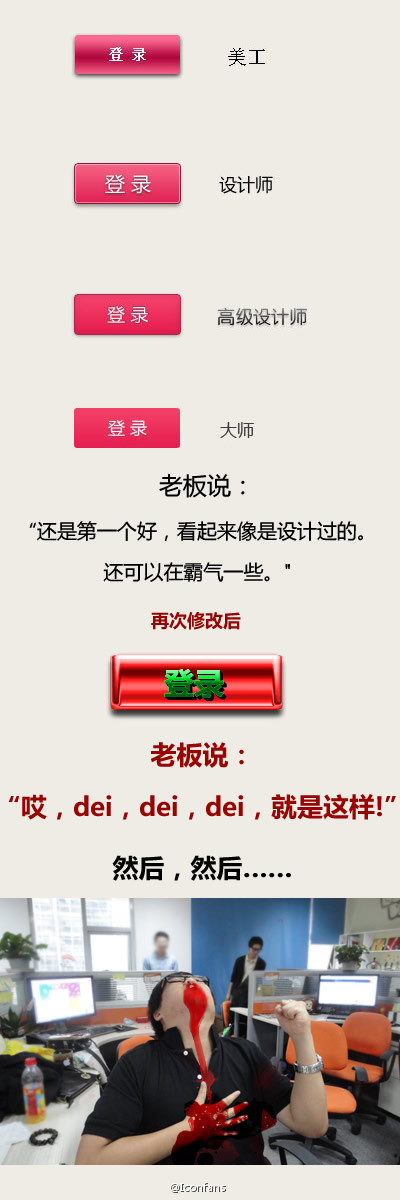 登 录 美工
登 录 设计师
登 录 高级设计师
登 录 大师
老板说：
“还是第一个好，看起来像是设计过的。
还可以在霸气一些。"
再次修改后
登录
老板说：
“哎，dei，dei，dei，就是这样!”
然后，然后......
@Iconfans